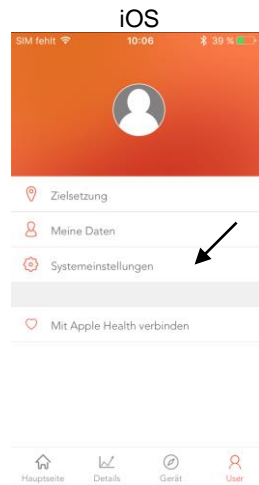 iOS
SIM fehlt 10:06 39 %
Zielsetzung
Meine Daten
Systemeinstellungen
Mit Apple Health verbinden
Hauptseite Details Gerät User